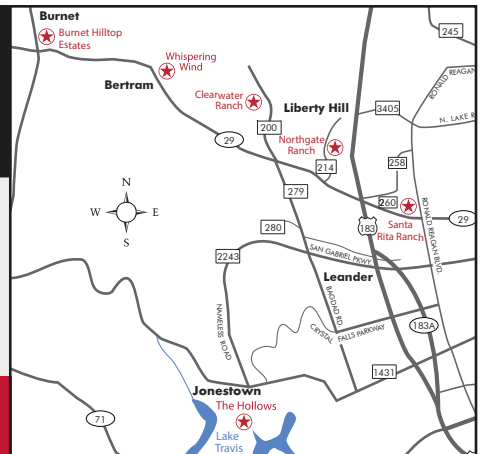 Burnet
Burnet Hilltop
Estates
245
Whispering
Wind
RONALD REAGAN
Bertram
Clearwater
Ranch
Liberty Hill
3405
N. LAKE
200
29
Northgate
Ranch
258
214
279
260
N
W E
S
Santa
Rita Ranch
29
183
280
RONALD REAGAN BLVD.
SAN GABRIEL PKWY
2243
Leander
BAGDAD RD.
NAMELESS ROAD
CRYSTAL FALLS PARKWAY
183A
1431
Jonestown
The Hollows
71
Lake
Travis